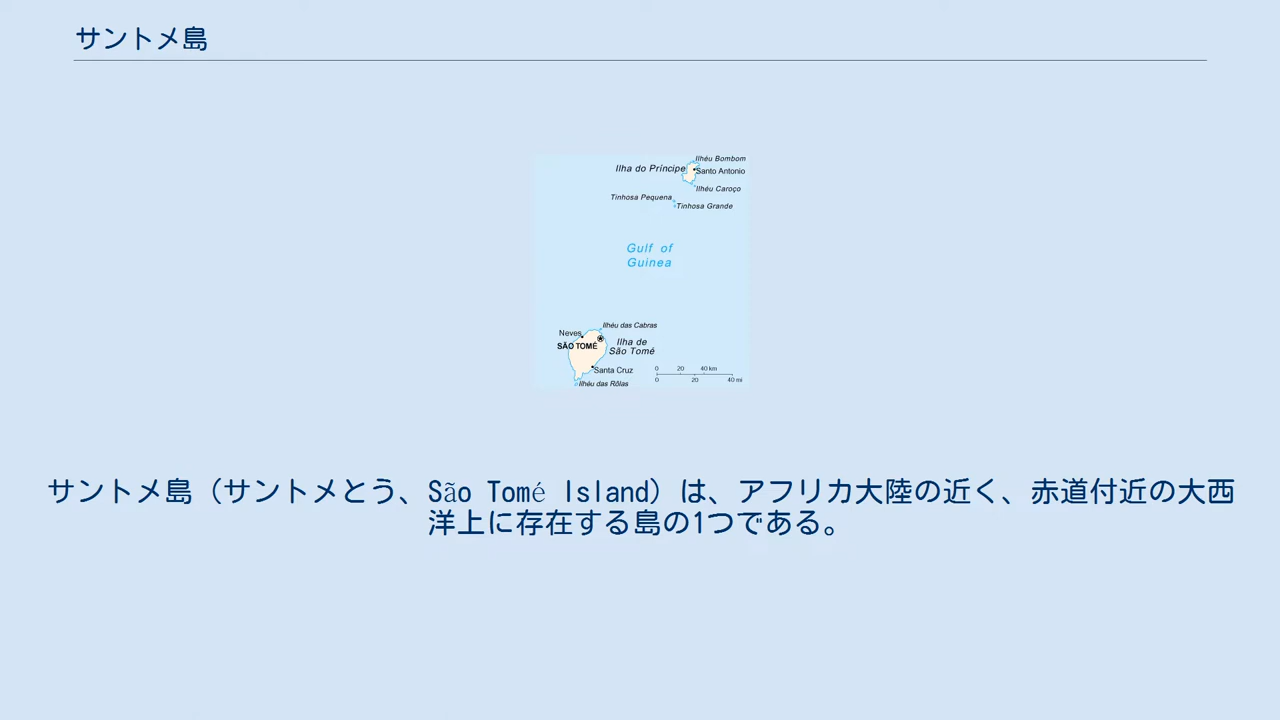 サントメ島
Ilhéu Bombom
Ilha do Príncipe
Santo Antonio
Ilhéu Caroço
Tinhosa Pequena
Tinhosa Grande
Gulf of
Guinea
Ilhéu das Cabras
Neves
SÃO TOMÉ
Ilha de
São Tomé
Santa Cruz
0 20 40 km
0 20 40 mi
Ilhéu das Rôlas
サントメ島（サントメとう、São Tomé Island）は、アフリカ大陸の近く、赤道付近の大西
洋上に存在する島の1つである。